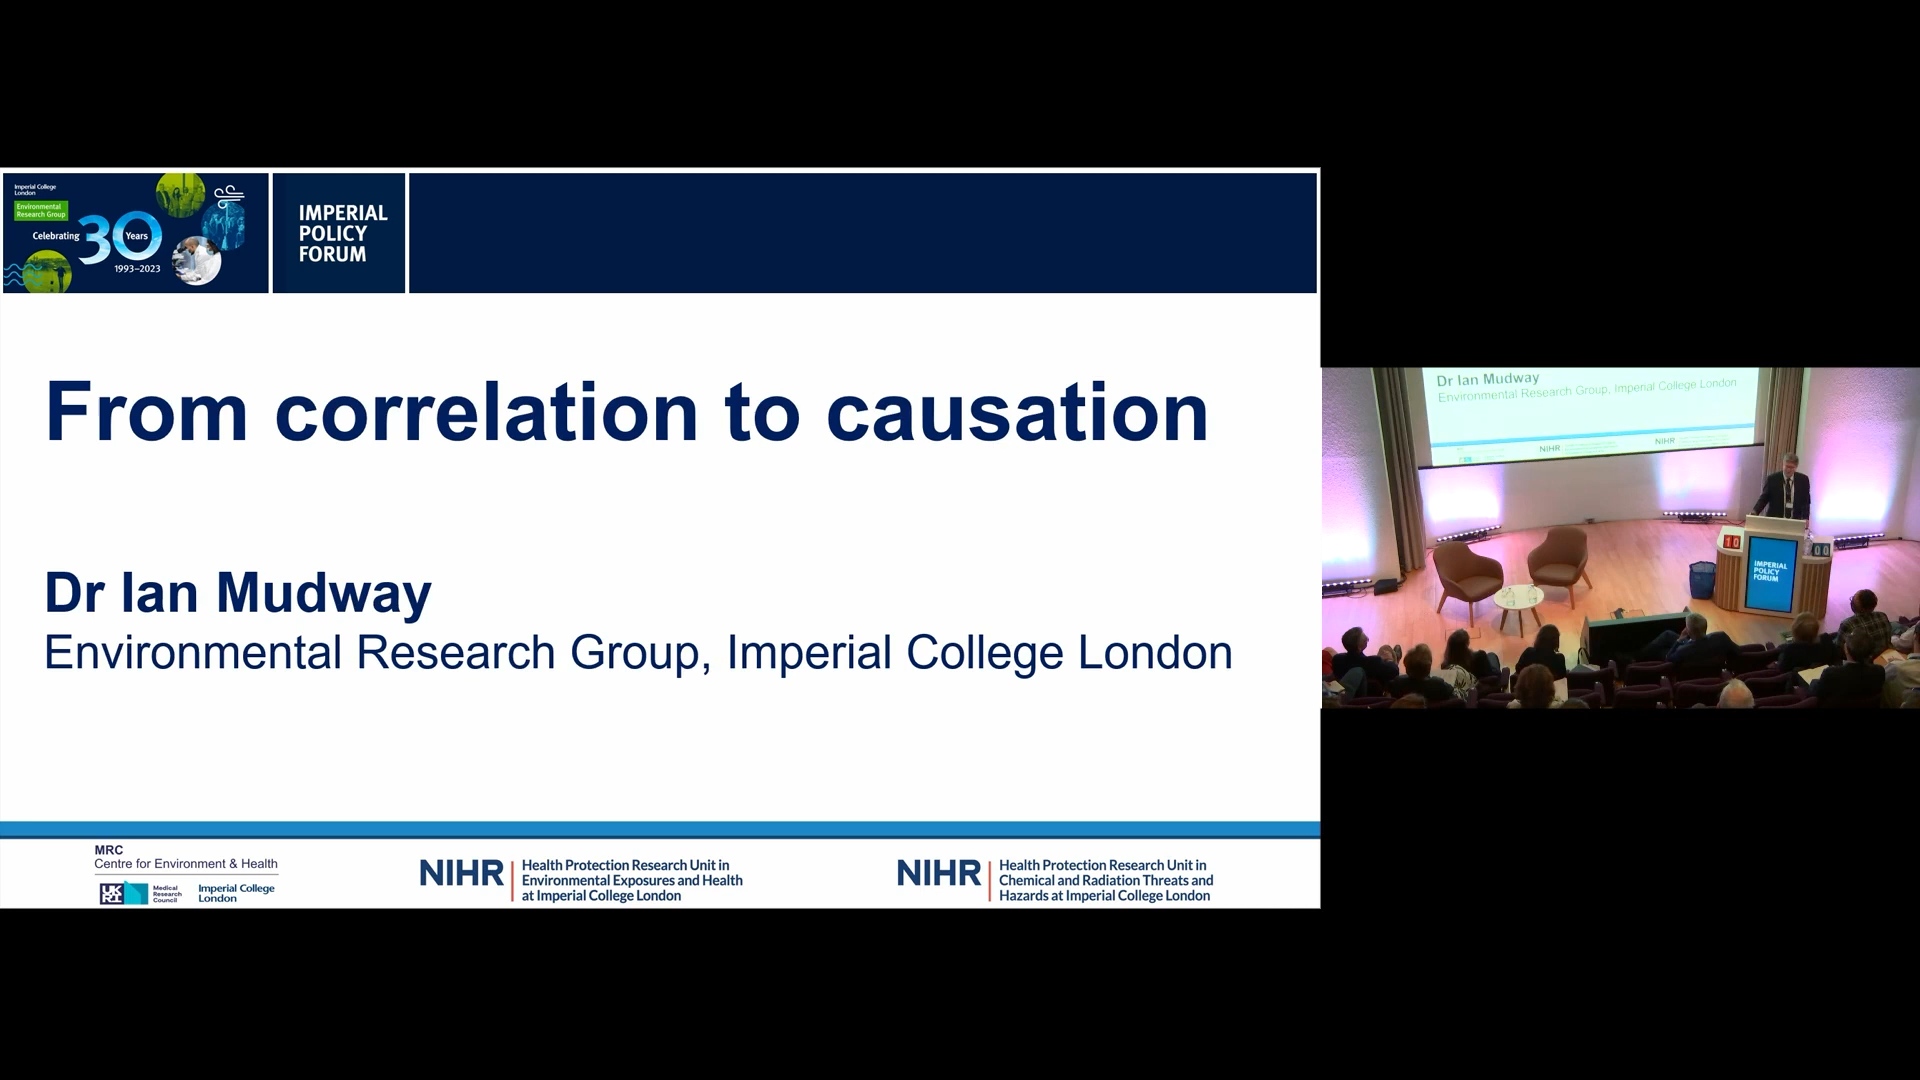 Imperial College
London
Environmental
Research Group
Celebrating 30 Years
1993–2023
IMPERIAL
POLICY
FORUM
From correlation to causation
Dr Ian Mudway
Environmental Research Group, Imperial College London
MRC
Centre for Environment & Health
UKRI
Medical
Research
Council
Imperial College
London
NIHR
Health Protection Research Unit in
Environmental Exposures and Health
at Imperial College London
NIHR
Health Protection Research Unit in
Chemical and Radiation Threats and
Hazards at Imperial College London
Dr Ian Mudway
Environmental Research Group, Imperial College London
NIHR
NIHR
10
00
IMPERIAL
POLICY
FORUM